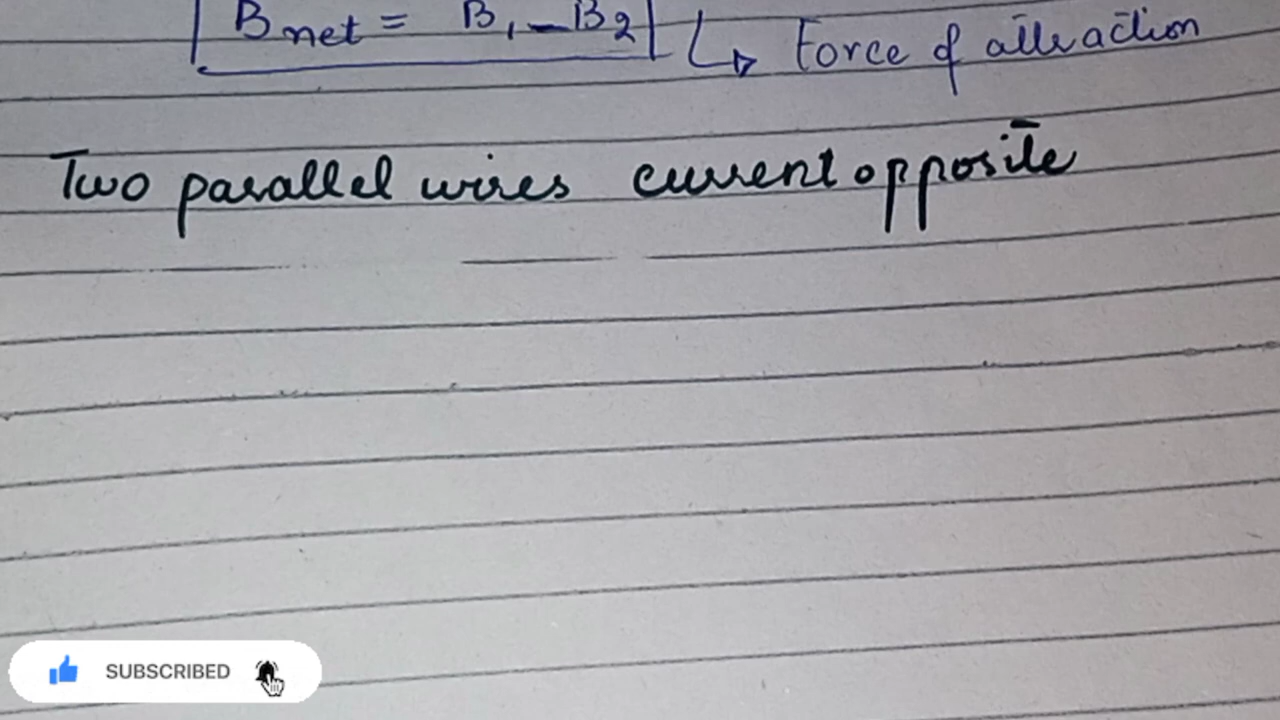 Bnet = B1 - B2 ↳ Force of attraction
Two parallel wires current opposite
SUBSCRIBED